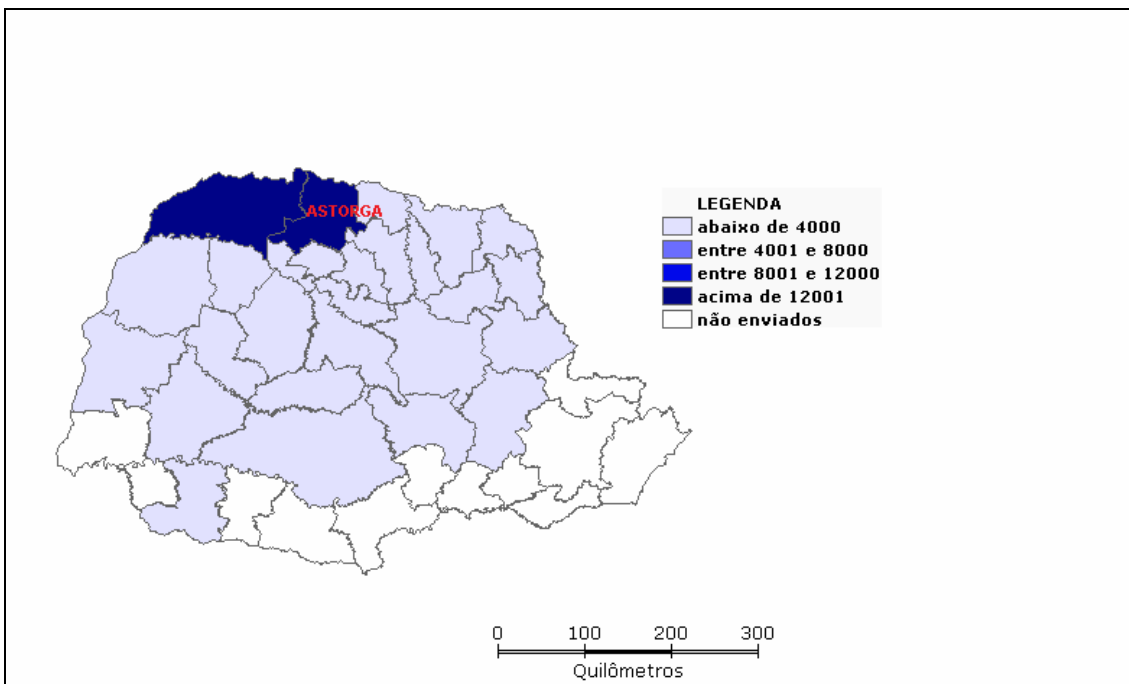 ASTORGA
LEGENDA
abaixo de 4000
entre 4001 e 8000
entre 8001 e 12000
acima de 12001
não enviados
0 100 200 300
Quilômetros